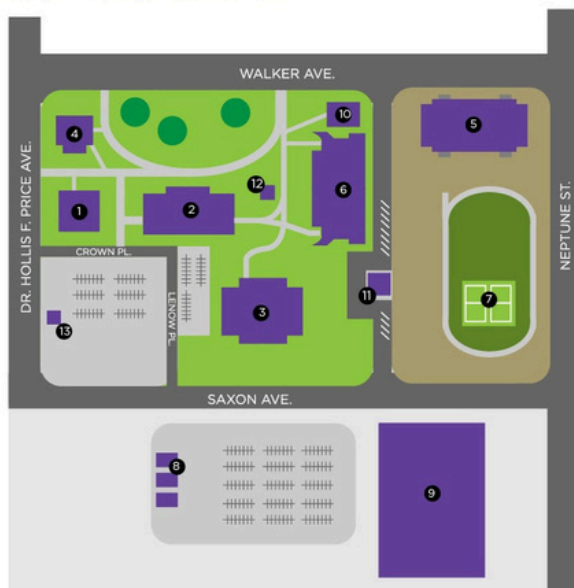 WALKER AVE.
DR. HOLLIS F. PRICE AVE.
NEPTUNE ST.
CROWN PL.
LENOW PL.
SAXON AVE.
4
10
5
12
6
1
2
11
7
3
13
8
9